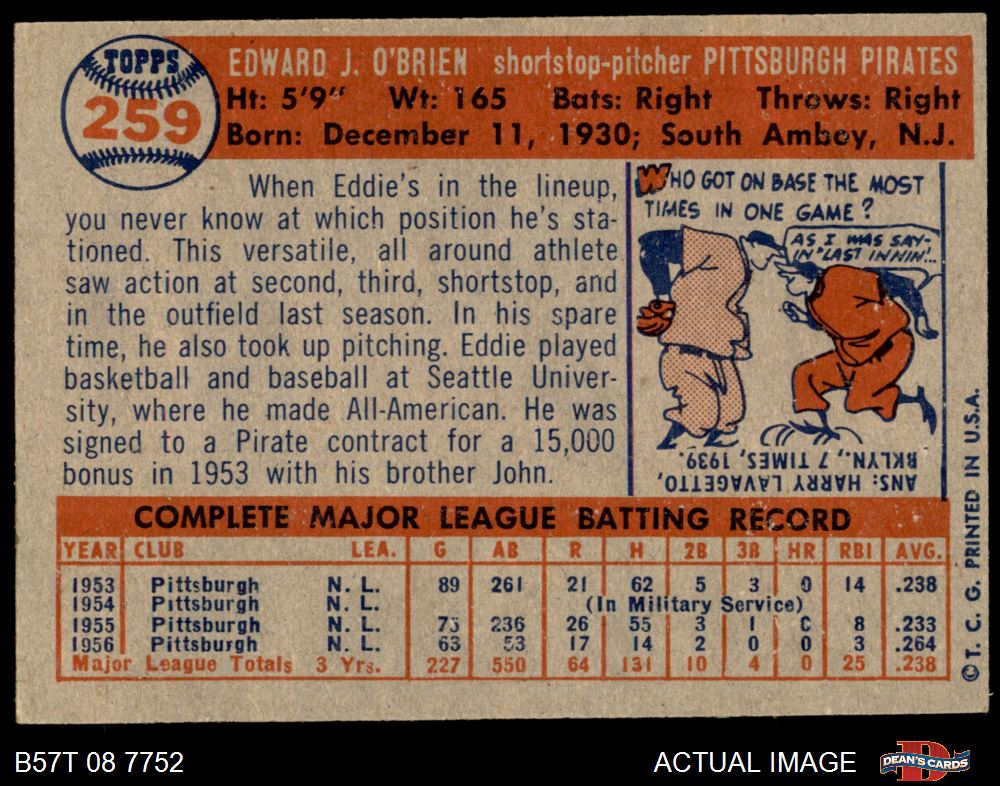 TOPPS
259
EDWARD J. O'BRIEN shortstop-pitcher PITTSBURGH PIRATES
Ht: 5'9" Wt: 165 Bats: Right Throws: Right
Born: December 11, 1930; South Amboy, N.J.
When Eddie's in the lineup,
you never know at which position he's sta-
tioned. This versatile, all around athlete
saw action at second, third, shortstop, and
in the outfield last season. In his spare
time, he also took up pitching. Eddie played
basketball and baseball at Seattle Univer-
sity, where he made All-American. He was
signed to a Pirate contract for a 15,000
bonus in 1953 with his brother John.
WHO GOT ON BASE THE MOST
TIMES IN ONE GAME?
AS I WAS SAY-
IN "LAST INNIN'...
ANS: HARRY LAVAGETTO,
BKLYN., 7 TIMES, 1939.
© T. C. G. PRINTED IN U.S.A.
COMPLETE MAJOR LEAGUE BATTING RECORD
YEAR CLUB LEA. G AB R H 2B 3B HR RBI AVG.
1953 Pittsburgh N. L. 89 261 21 62 5 3 0 14 .238
1954 Pittsburgh N. L. (In Military Service)
1955 Pittsburgh N. L. 75 236 26 55 3 1 0 8 .233
1956 Pittsburgh N. L. 63 53 17 14 2 0 0 3 .264
Major League Totals 3 Yrs. 227 550 64 131 10 4 0 25 .238
B57T 08 7752
ACTUAL IMAGE
D
DEAN'S CARDS